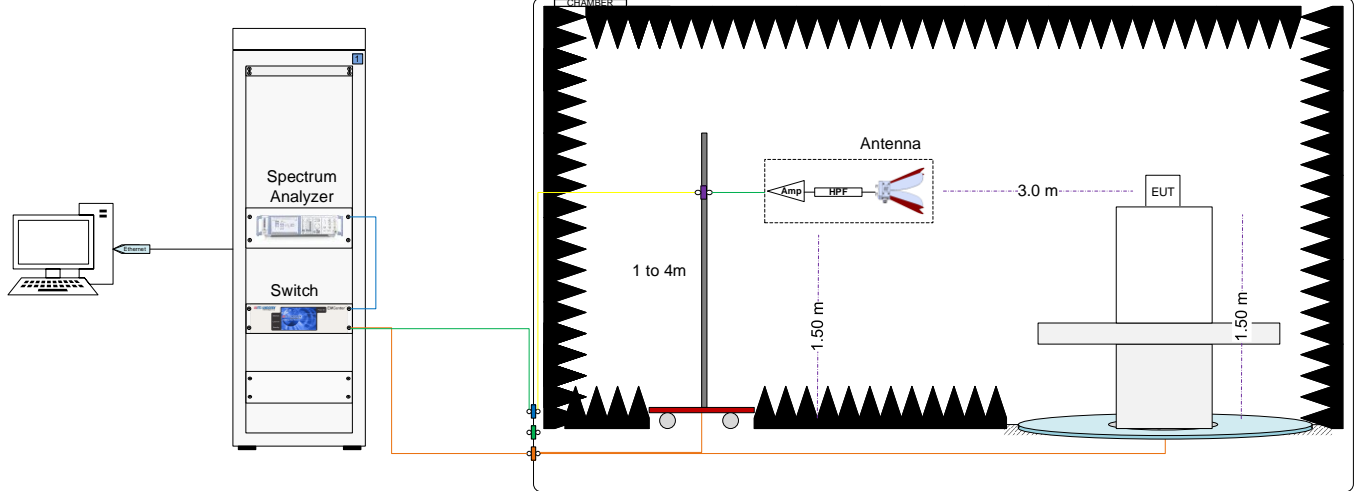 CHAMBER
1
Antenna
Spectrum
Analyzer
Amp
HPF
3.0 m
EUT
Ethernet
1 to 4m
Switch
1.50 m
1.50 m